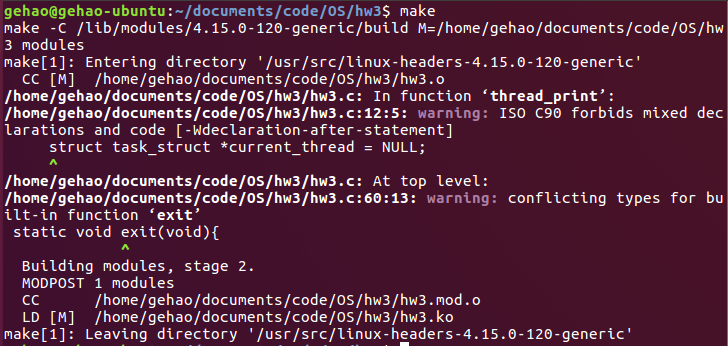 gehao@gehao-ubuntu:~/documents/code/OS/hw3$ make
make -C /lib/modules/4.15.0-120-generic/build M=/home/gehao/documents/code/OS/hw
3 modules
make[1]: Entering directory '/usr/src/linux-headers-4.15.0-120-generic'
  CC [M]  /home/gehao/documents/code/OS/hw3/hw3.o
/home/gehao/documents/code/OS/hw3/hw3.c: In function ‘thread_print’:
/home/gehao/documents/code/OS/hw3/hw3.c:12:5: warning: ISO C90 forbids mixed dec
larations and code [-Wdeclaration-after-statement]
     struct task_struct *current_thread = NULL;
     ^
/home/gehao/documents/code/OS/hw3/hw3.c: At top level:
/home/gehao/documents/code/OS/hw3/hw3.c:60:13: warning: conflicting types for bu
ilt-in function ‘exit’
 static void exit(void){
             ^
  Building modules, stage 2.
  MODPOST 1 modules
  CC      /home/gehao/documents/code/OS/hw3/hw3.mod.o
  LD [M]  /home/gehao/documents/code/OS/hw3/hw3.ko
make[1]: Leaving directory '/usr/src/linux-headers-4.15.0-120-generic'